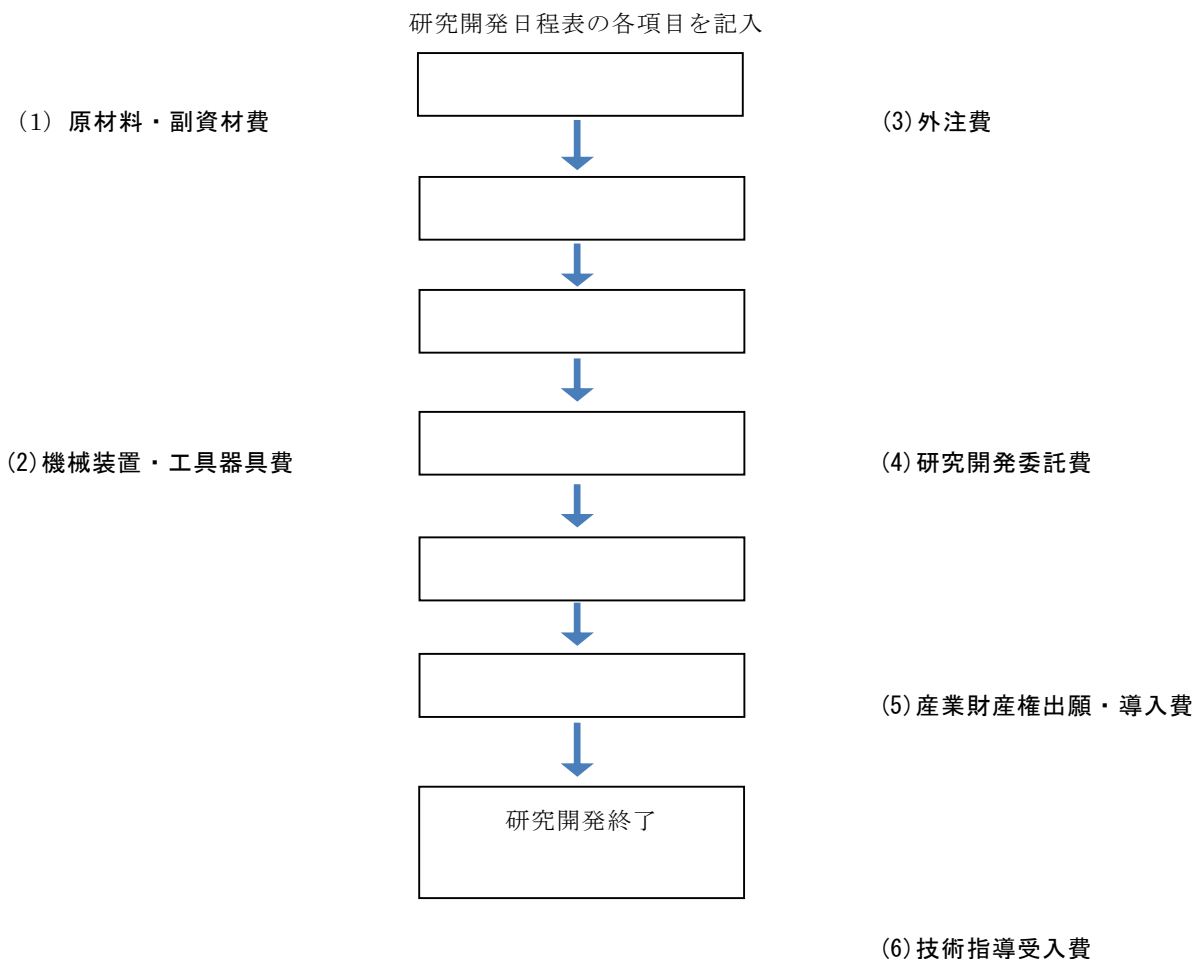 研究開発日程表の各項目を記入
(1) 原材料・副資材費
(3)外注費
(2)機械装置・工具器具費
(4)研究開発委託費
(5)産業財産権出願・導入費
研究開発終了
(6)技術指導受入費